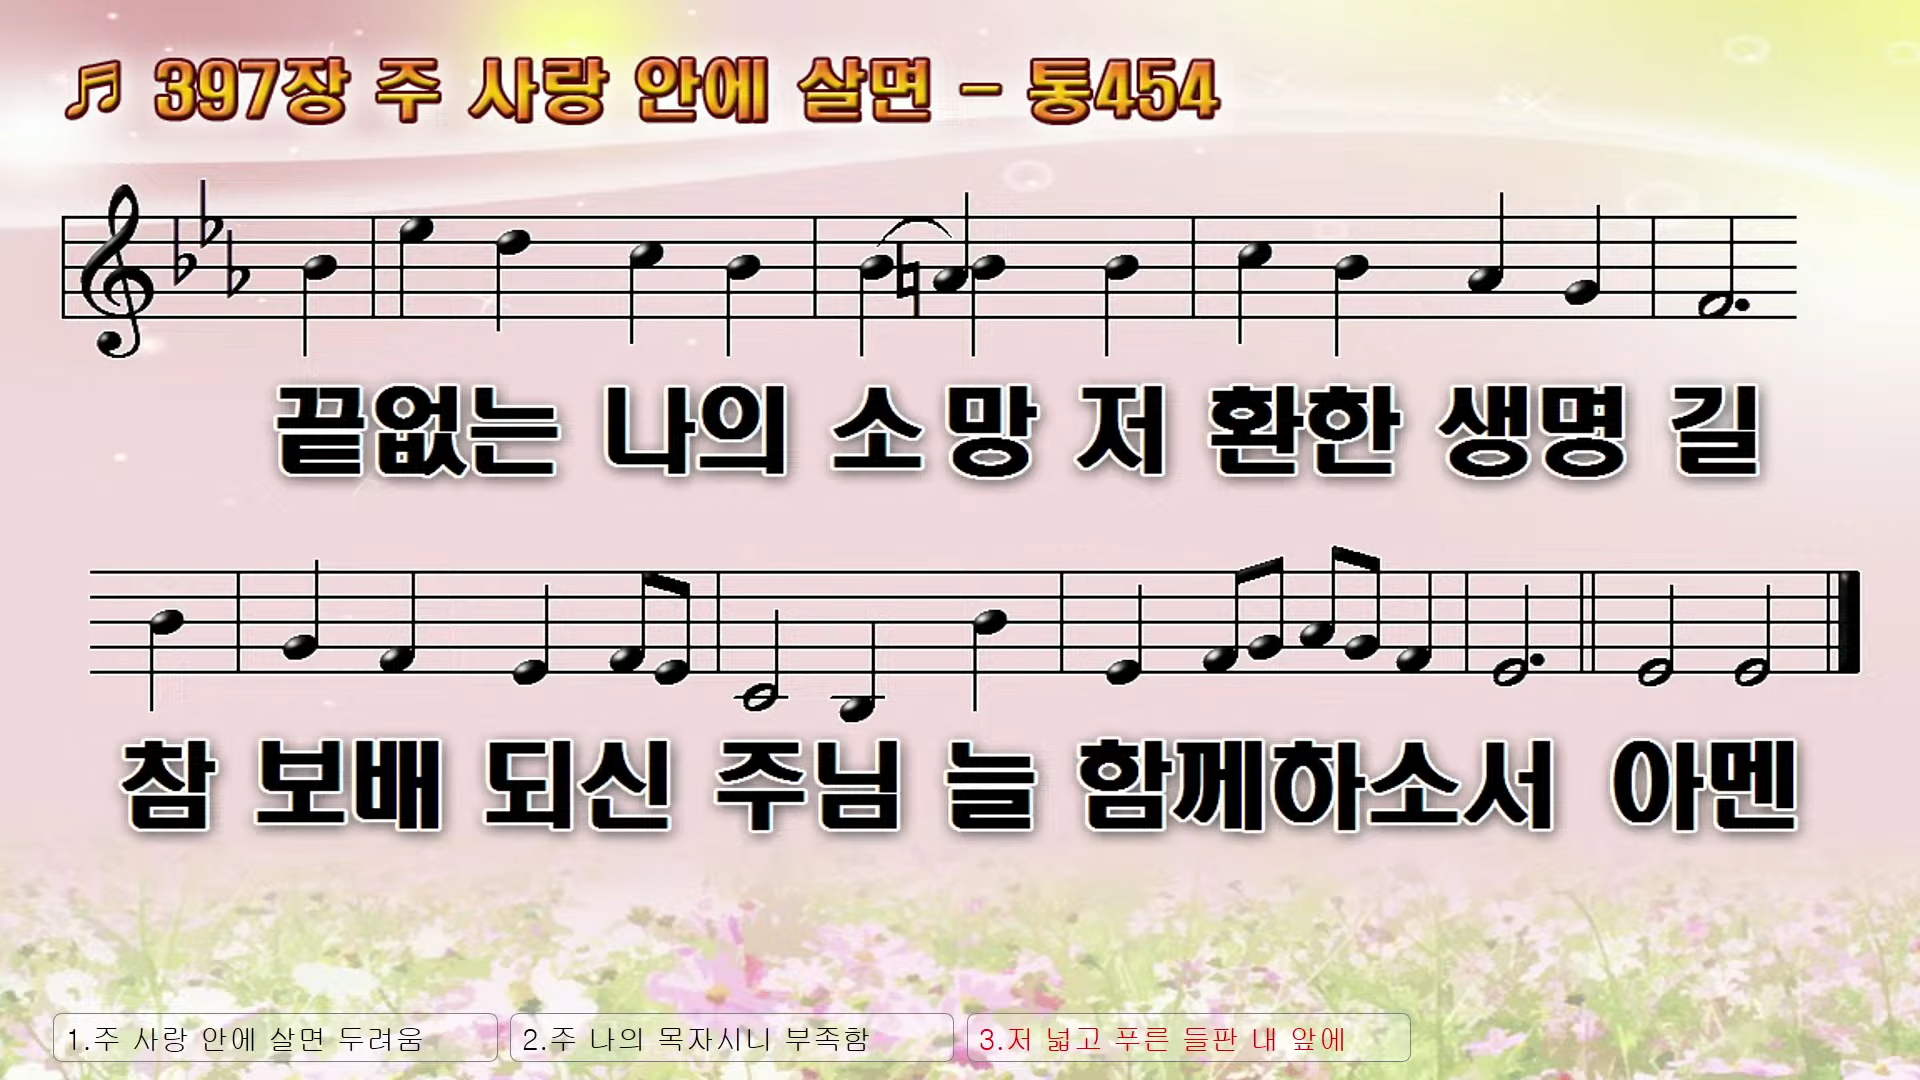 ♬ 397장 주 사랑 안에 살면 - 통454
끝없는 나의 소망 저 환한 생명 길
참 보배 되신 주님 늘 함께하소서 아멘
1.주 사랑 안에 살면 두려움
2.주 나의 목자시니 부족함
3.저 넓고 푸른 들판 내 앞에